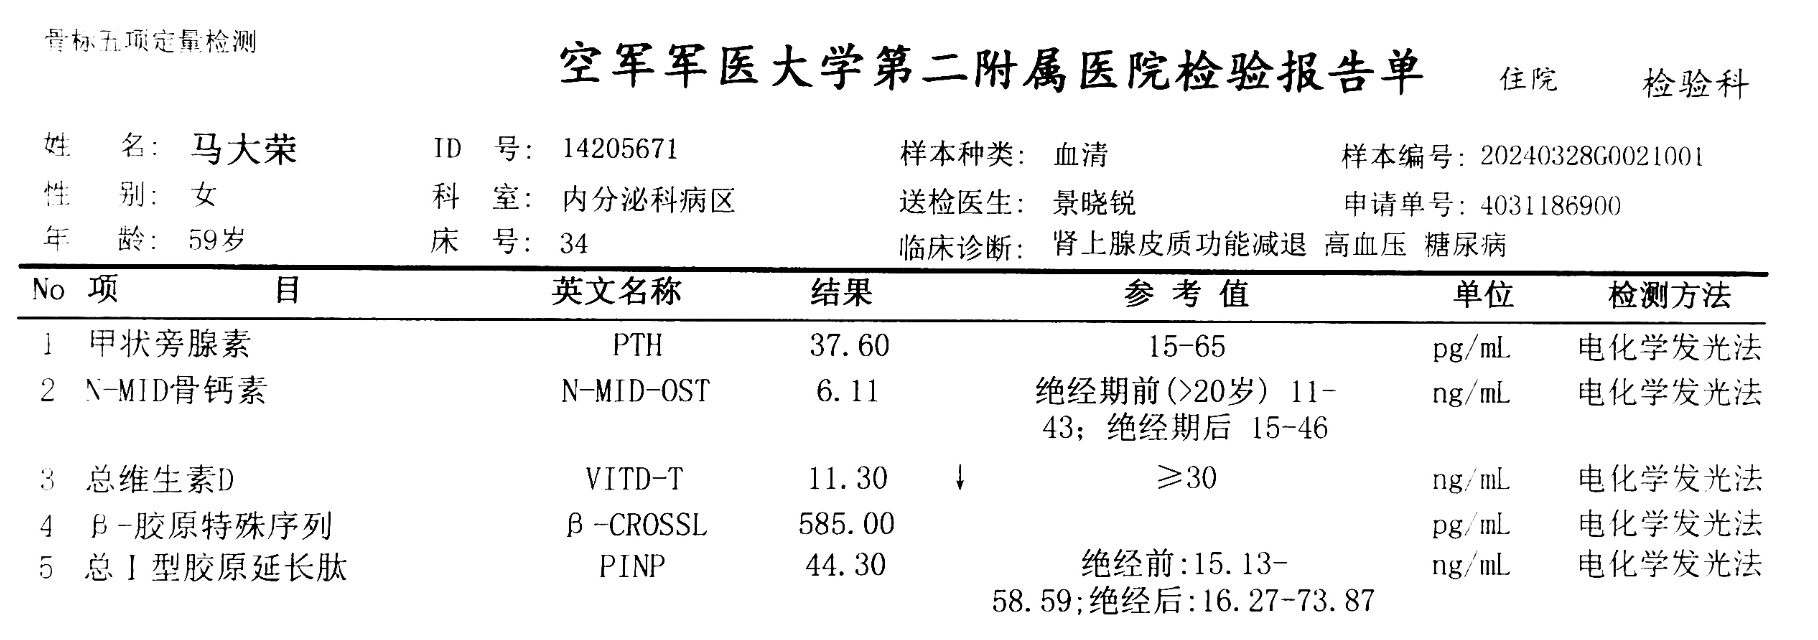 骨标五项定量检测
空军军医大学第二附属医院检验报告单 住院 检验科
姓 名: 马大荣 ID 号: 14205671 样本种类: 血清 样本编号: 20240328G0021001
性 别: 女 科 室: 内分泌科病区 送检医生: 景晓锐 申请单号: 4031186900
年 龄: 59岁 床 号: 34 临床诊断: 肾上腺皮质功能减退 高血压 糖尿病
No 项 目 英文名称 结果 参 考 值 单位 检测方法
1 甲状旁腺素 PTH 37.60 15-65 pg/mL 电化学发光法
2 N-MID骨钙素 N-MID-OST 6.11 绝经期前(>20岁) 11- ng/mL 电化学发光法
43; 绝经期后 15-46
3 总维生素D VITD-T 11.30 ↓ ≥30 ng/mL 电化学发光法
4 β-胶原特殊序列 β-CROSSL 585.00 pg/mL 电化学发光法
5 总Ⅰ型胶原延长肽 PINP 44.30 绝经前:15.13- ng/mL 电化学发光法
58.59;绝经后:16.27-73.87